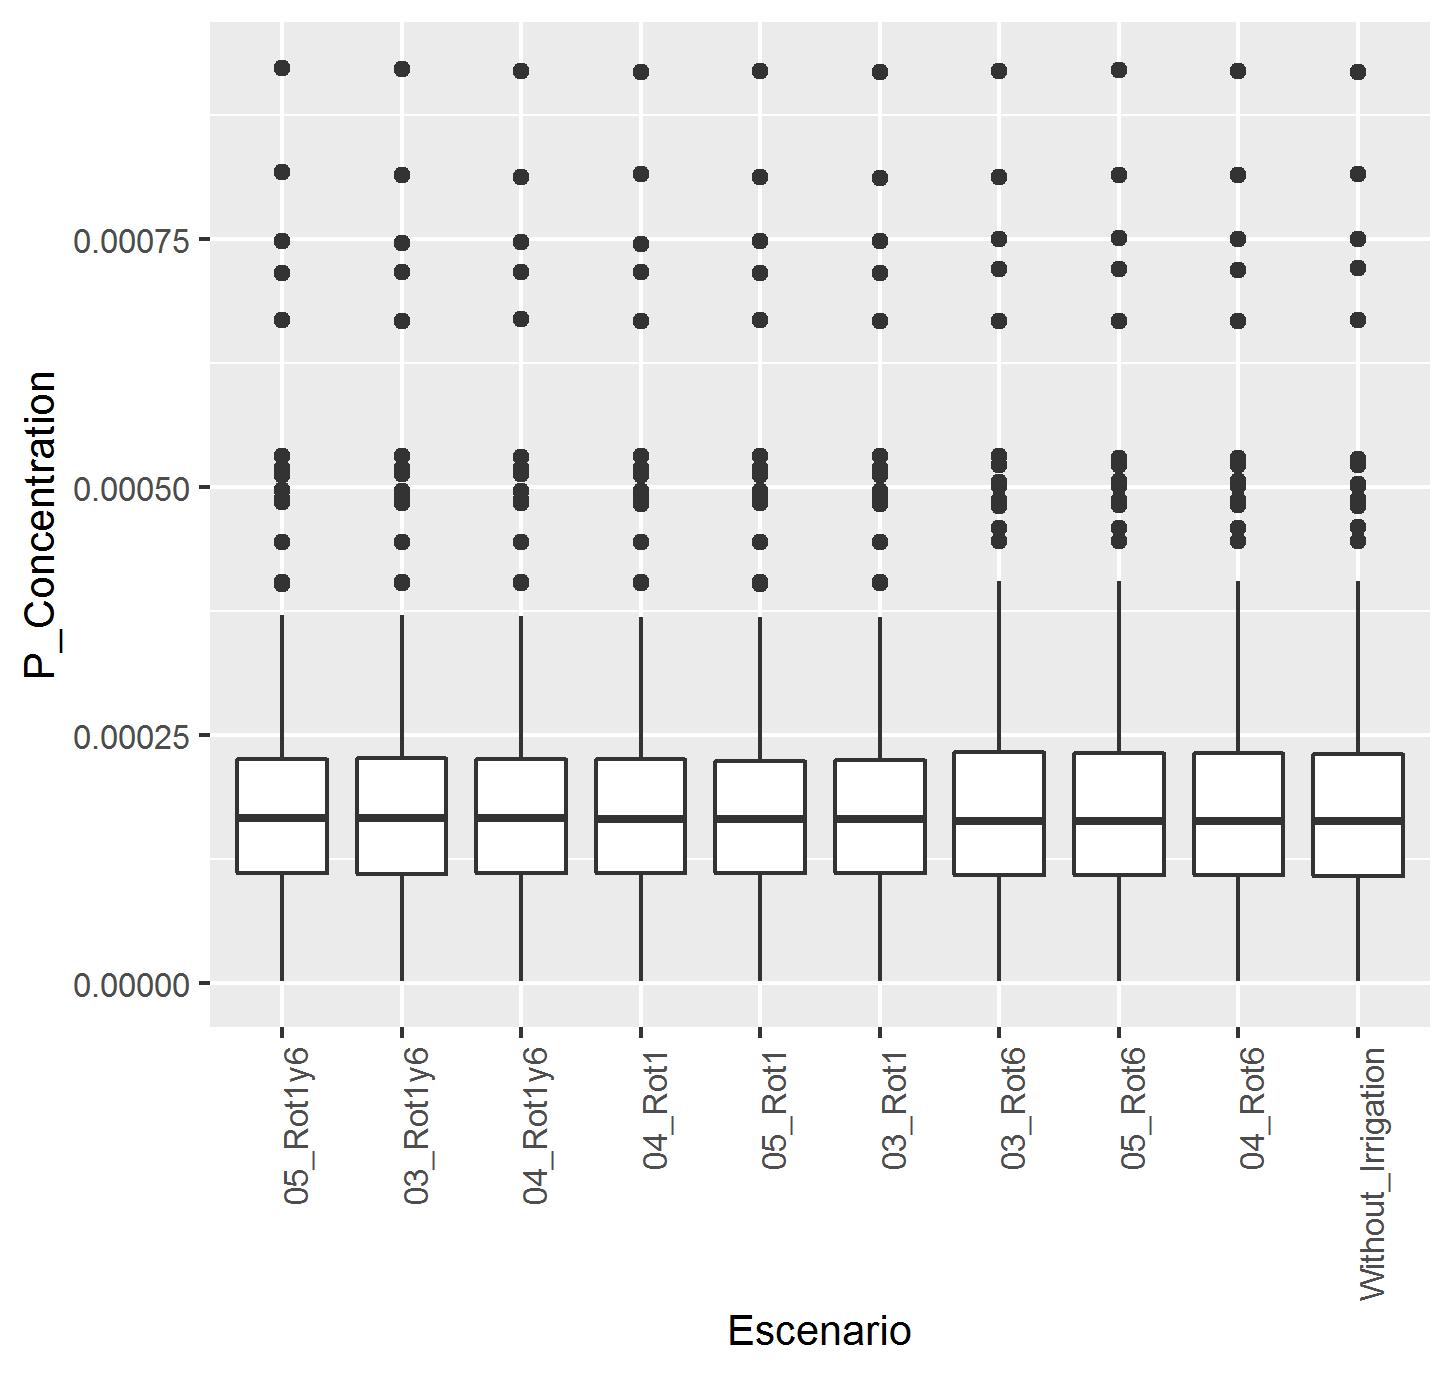 P_Concentration
0.00075
0.00050
0.00025
0.00000
05_Rot1y6
03_Rot1y6
04_Rot1y6
04_Rot1
05_Rot1
03_Rot1
03_Rot6
05_Rot6
04_Rot6
Without_Irrigation
Escenario